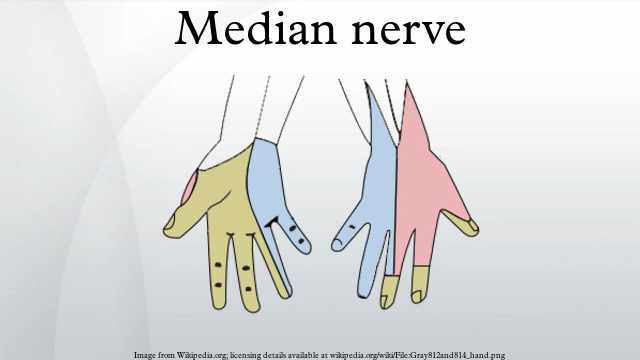 Median nerve
Image from Wikipedia.org; licensing details available at wikipedia.org/wiki/File:Gray812and814_hand.png